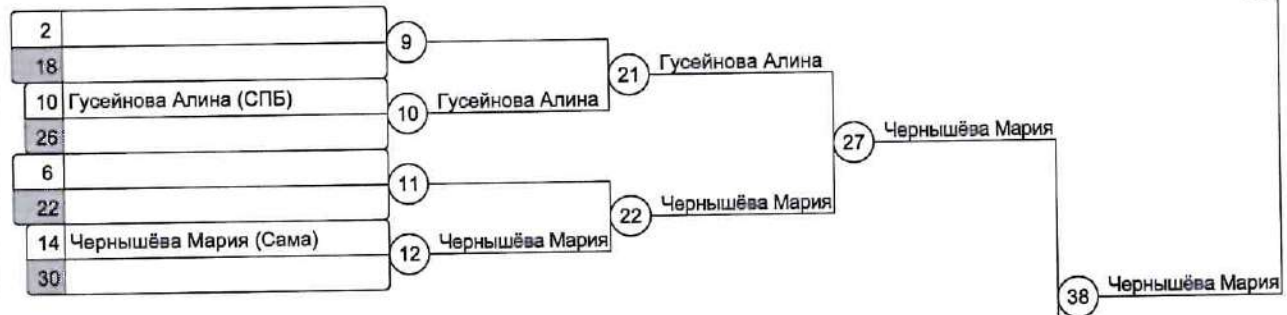 2
9
18
21
Гусейнова Алина
10 Гусейнова Алина (СПБ)
10
Гусейнова Алина
26
27
Чернышёва Мария
6
11
22
22
Чернышёва Мария
14 Чернышёва Мария (Сама)
12
Чернышёва Мария
30
38
Чернышёва Мария